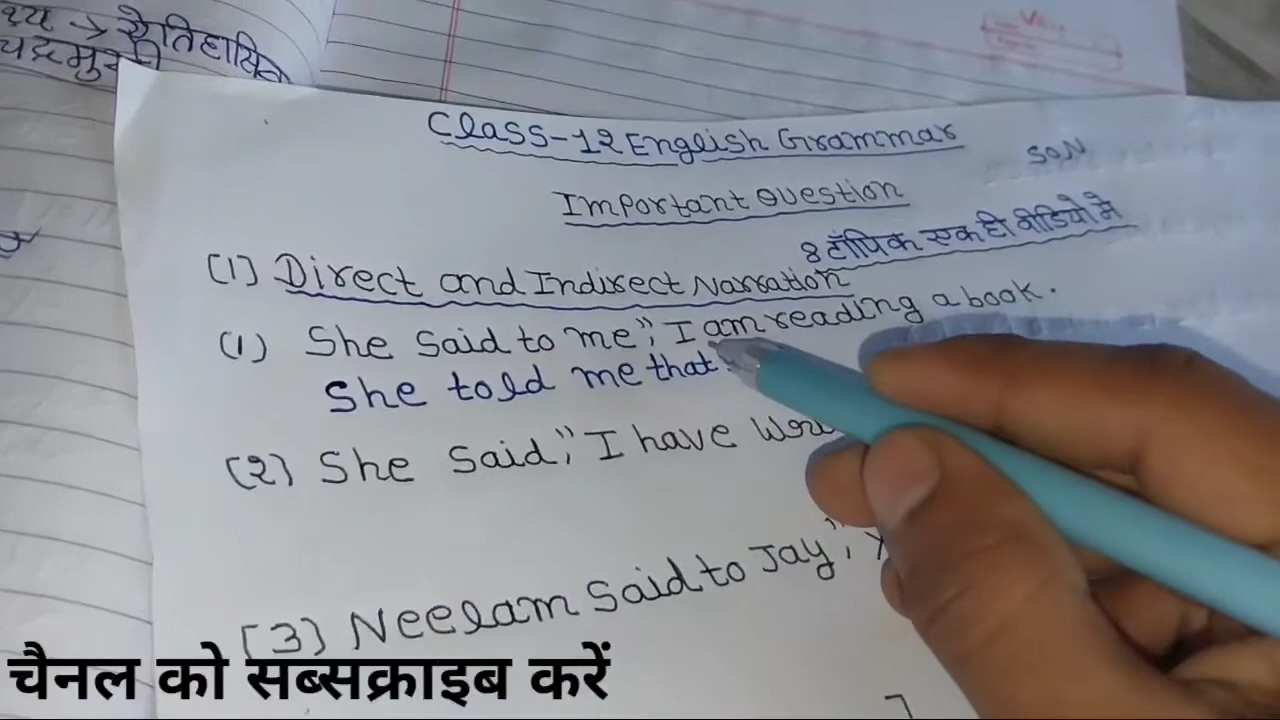 ऐतिहासिक
Class-12 English Grammar
SON
Important Question
8 टॉपिक एक ही वीडियो मे
(1) Direct and Indirect Narration
(1) She Said to me," I am reading a book.
She told me that
(2) She Said," I have
(3) Neelam Said to Jay",
चैनल को सब्सक्राइब करें